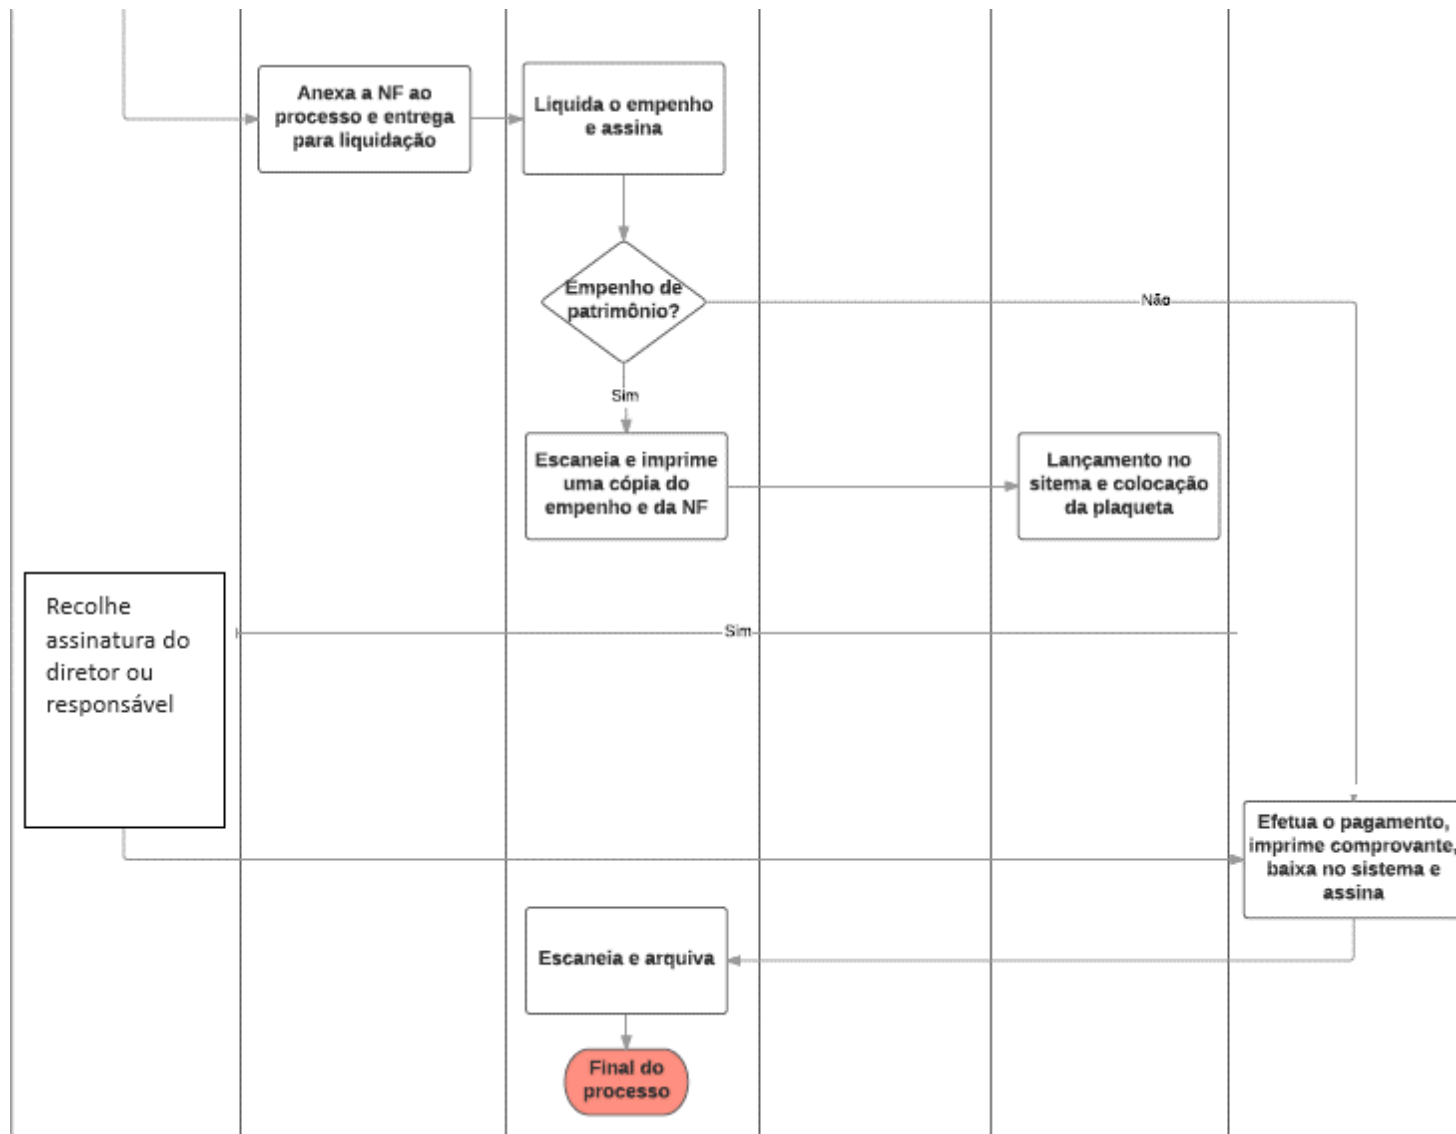 Anexa a NF ao
processo e entrega
para liquidação
Liquida o empenho
e assina
Empenho de
patrimônio?
Não
Sim
Escaneia e imprime
uma cópia do
empenho e da NF
Lançamento no
sitema e colocação
da plaqueta
Recolhe
assinatura do
diretor ou
responsável
Sim
Efetua o pagamento,
imprime comprovante,
baixa no sistema e
assina
Escaneia e arquiva
Final do
processo